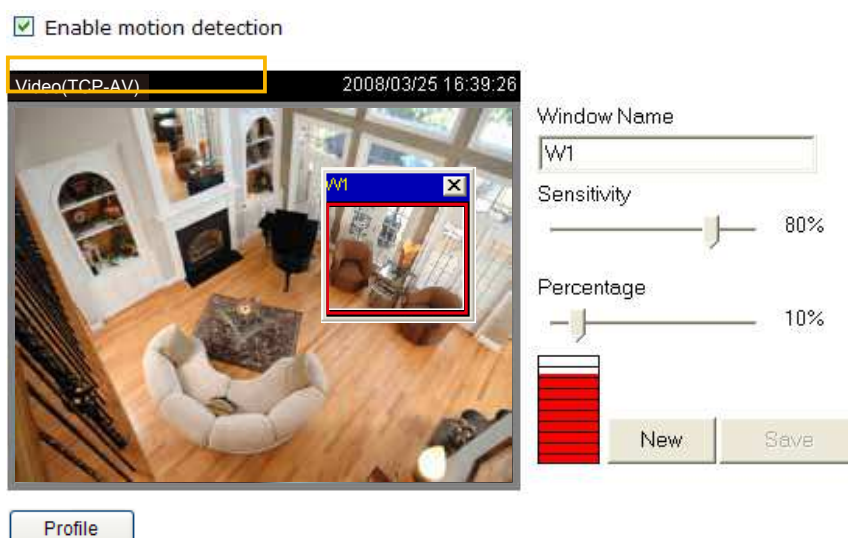 Enable motion detection
Video(TCP-AV) 2008/03/25 16:39:26
Window Name
W1
W1
Sensitivity
80%
Percentage
10%
New Save
Profile